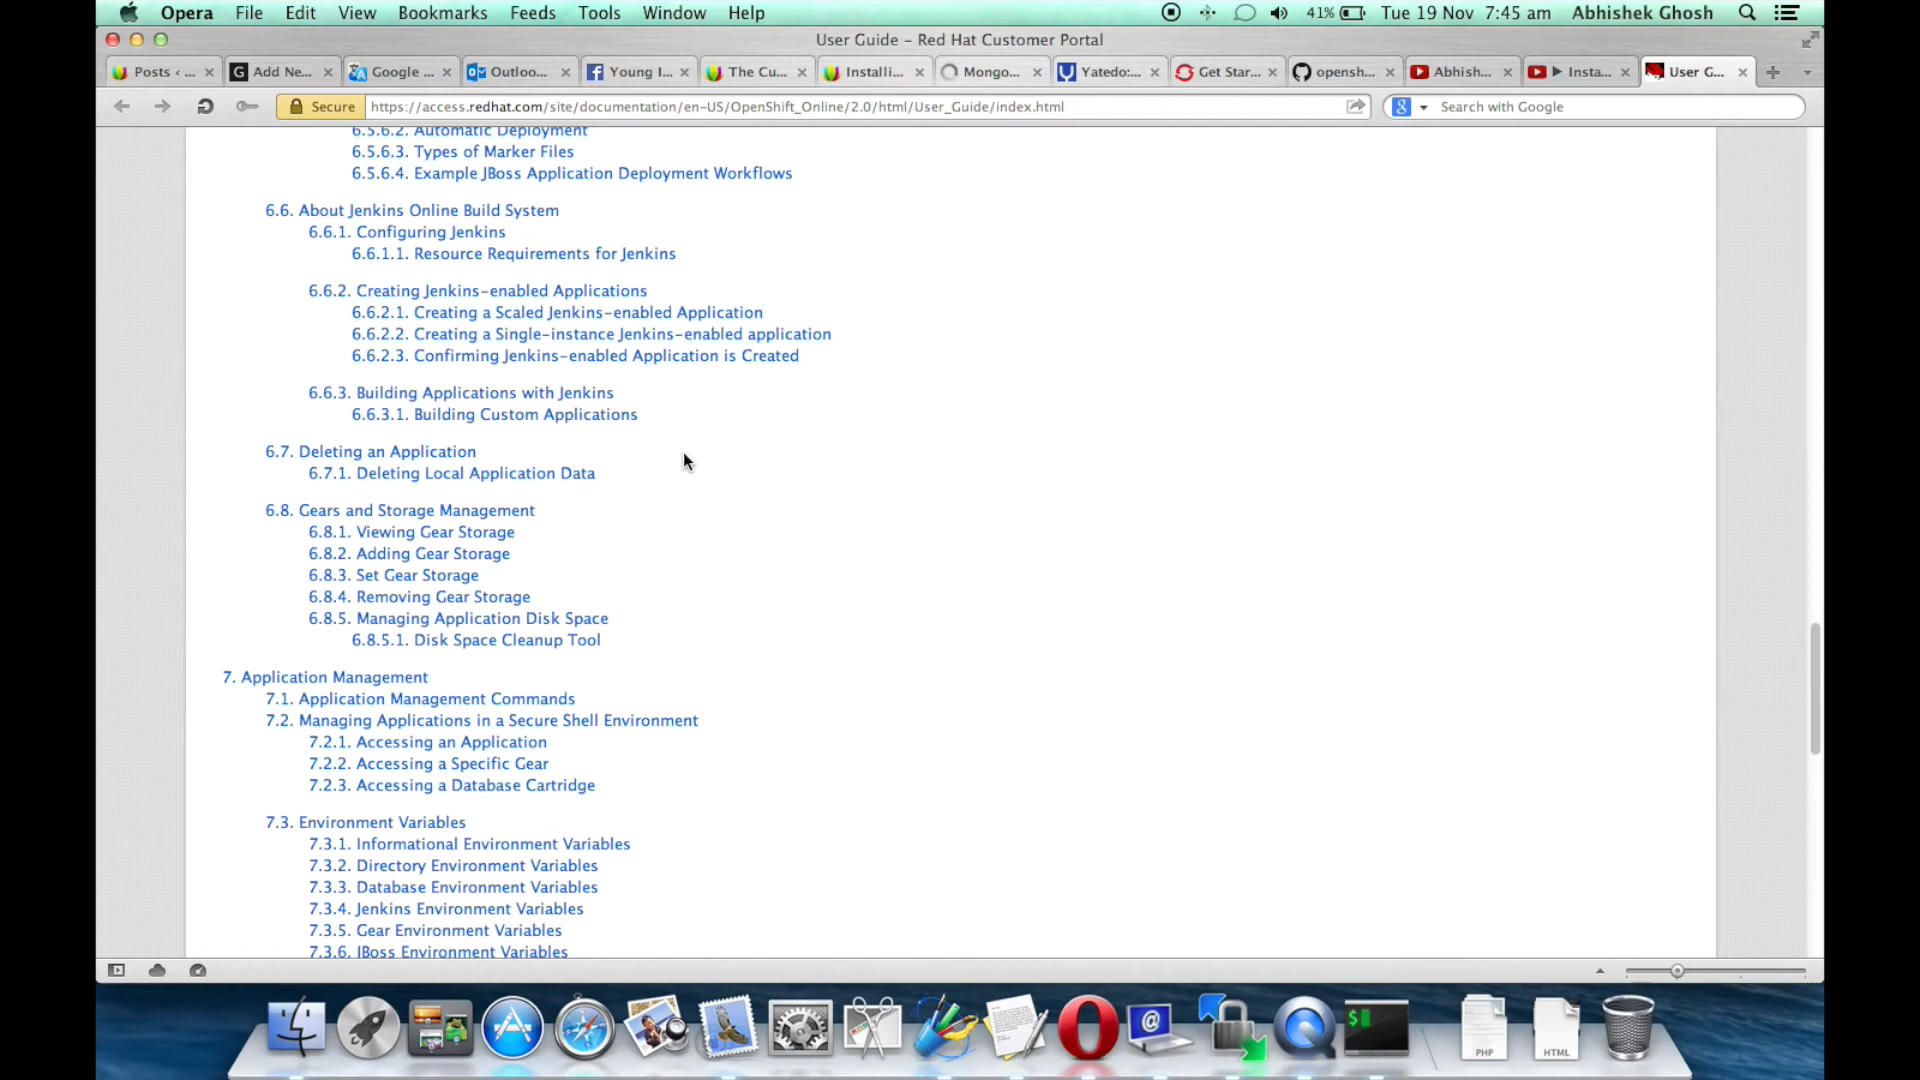 Opera File Edit View Bookmarks Feeds Tools Window Help 41% Tue 19 Nov 7:45 am Abhishek Ghosh
User Guide – Red Hat Customer Portal
Posts ‹ ... G Add Ne... Google ... Outloo... Young I... The Cu... Installi... Mongo... Yatedo:... Get Star... opensh... Abhish... Insta... User G...
Secure https://access.redhat.com/site/documentation/en-US/OpenShift_Online/2.0/html/User_Guide/index.html 8 Search with Google
6.5.6.2. Automatic Deployment
6.5.6.3. Types of Marker Files
6.5.6.4. Example JBoss Application Deployment Workflows
6.6. About Jenkins Online Build System
6.6.1. Configuring Jenkins
6.6.1.1. Resource Requirements for Jenkins
6.6.2. Creating Jenkins-enabled Applications
6.6.2.1. Creating a Scaled Jenkins-enabled Application
6.6.2.2. Creating a Single-instance Jenkins-enabled application
6.6.2.3. Confirming Jenkins-enabled Application is Created
6.6.3. Building Applications with Jenkins
6.6.3.1. Building Custom Applications
6.7. Deleting an Application
6.7.1. Deleting Local Application Data
6.8. Gears and Storage Management
6.8.1. Viewing Gear Storage
6.8.2. Adding Gear Storage
6.8.3. Set Gear Storage
6.8.4. Removing Gear Storage
6.8.5. Managing Application Disk Space
6.8.5.1. Disk Space Cleanup Tool
7. Application Management
7.1. Application Management Commands
7.2. Managing Applications in a Secure Shell Environment
7.2.1. Accessing an Application
7.2.2. Accessing a Specific Gear
7.2.3. Accessing a Database Cartridge
7.3. Environment Variables
7.3.1. Informational Environment Variables
7.3.2. Directory Environment Variables
7.3.3. Database Environment Variables
7.3.4. Jenkins Environment Variables
7.3.5. Gear Environment Variables
7.3.6. JBoss Environment Variables
@ $ PHP HTML